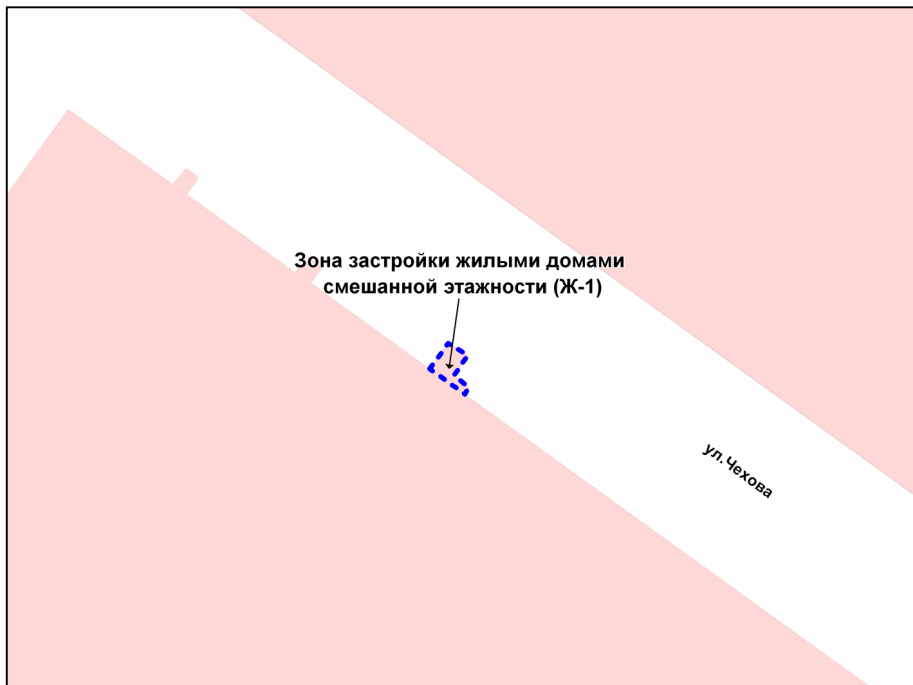 Зона застройки жилыми домами
смешанной этажности (Ж-1)
ул.Чехова